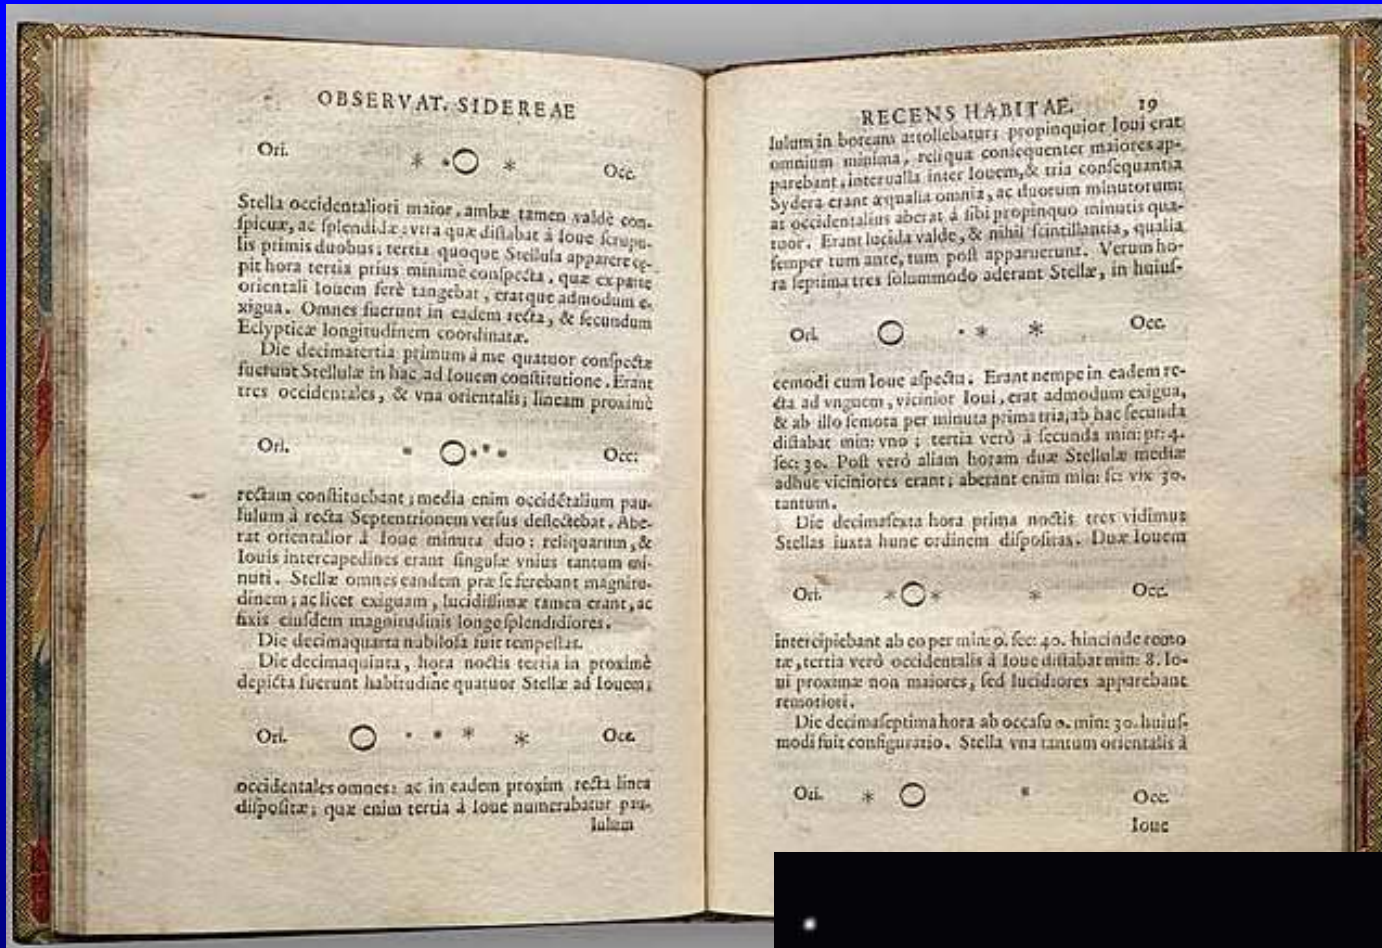 OBSERVAT. SIDEREAE
Ori.
Occ.
Stella occidentaliori maior, ambæ tamen valdè con-
ſpicuæ, ac ſplendidæ: vtra quæ diſtabat à Ioue ſcrupu-
lis primis duobus; tertia quoque Stellula apparere cę-
pit hora tertia prius minimè conſpecta, quæ ex parte
orientali Iouem ferè tangebat, eratque admodum e-
xigua. Omnes fuerunt in eadem recta, & ſecundum
Eclypticæ longitudinem coordinatæ.
Die decimatertia primum à me quatuor conſpectæ
fuerunt Stellulæ in hac ad Iouem conſtitutione. Erant
tres occidentales, & vna orientalis; lineam proximè
Ori.
Occ:
rectam conſtituebant; media enim occidétalium pau-
lulum à recta Septentrionem verſus deflectebat. Abe-
rat orientalior à Ioue minuta duo: reliquarum, &
Iouis intercapedines erant ſingulæ vnius tantum mi-
nuti. Stellæ omnes eandem præ ſe ferebant magnitu-
dinem; ac licet exiguam, lucidiſſimæ tamen erant, ac
fixis eiuſdem magnitudinis longe ſplendidiores.
Die decimaquarta nubiloſa fuit tempeſtas.
Die decimaquinta, hora noctis tertia in proximè
depicta fuerunt habitudine quatuor Stellæ ad Iouem;
Ori.
Occ.
occidentales omnes: ac in eadem proxim recta linea
diſpoſitæ; quæ enim tertia à Ioue numerabatur pau-
lulum
RECENS HABITAE. 19
lulum in boream attollebatur; propinquior Ioui erat
omnium minima, reliquæ conſequenter maiores ap-
parebant, interualla inter Iouem, & tria conſequentia
Sydera erant æqualia omnia, ac duorum minutorum:
at occidentalius aberat à ſibi propinquo minutis qua-
tuor. Erant lucida valde, & nihil ſcintillantia, qualia
ſemper tum ante, tum poſt apparuerunt. Verum ho-
ra ſeptima tres ſolummodo aderant Stellæ, in huiuſ-
Ori.
Occ.
cemodi cum Ioue aſpectu. Erant nempe in eadem re-
cta ad vnguem, vicinior Ioui, erat admodum exigua,
& ab illo ſemota per minuta prima tria, ab hac ſecunda
diſtabat min: vno; tertia verò à ſecunda min: pr: 4.
ſec: 30. Poſt verò aliam horam duæ Stellulæ mediæ
adhuc viciniores erant; aberant enim min: ſc: vix 30.
tantum.
Die decimaſexta hora prima noctis tres vidimus
Stellas iuxta hunc ordinem diſpoſitas. Duæ Iouem
Ori.
Occ.
intercipiebant ab eo per min: 0. ſec: 40. hinc inde remo
tæ, tertia verò occidentalis à Ioue diſtabat min: 8. Io-
ui proximæ non maiores, ſed lucidiores apparebant
remotiori.
Die decimaſeptima hora ab occaſu 0. min: 30. huiuſ-
modi fuit configuratio. Stella vna tantum orientalis à
Ori.
Occ.
Ioue